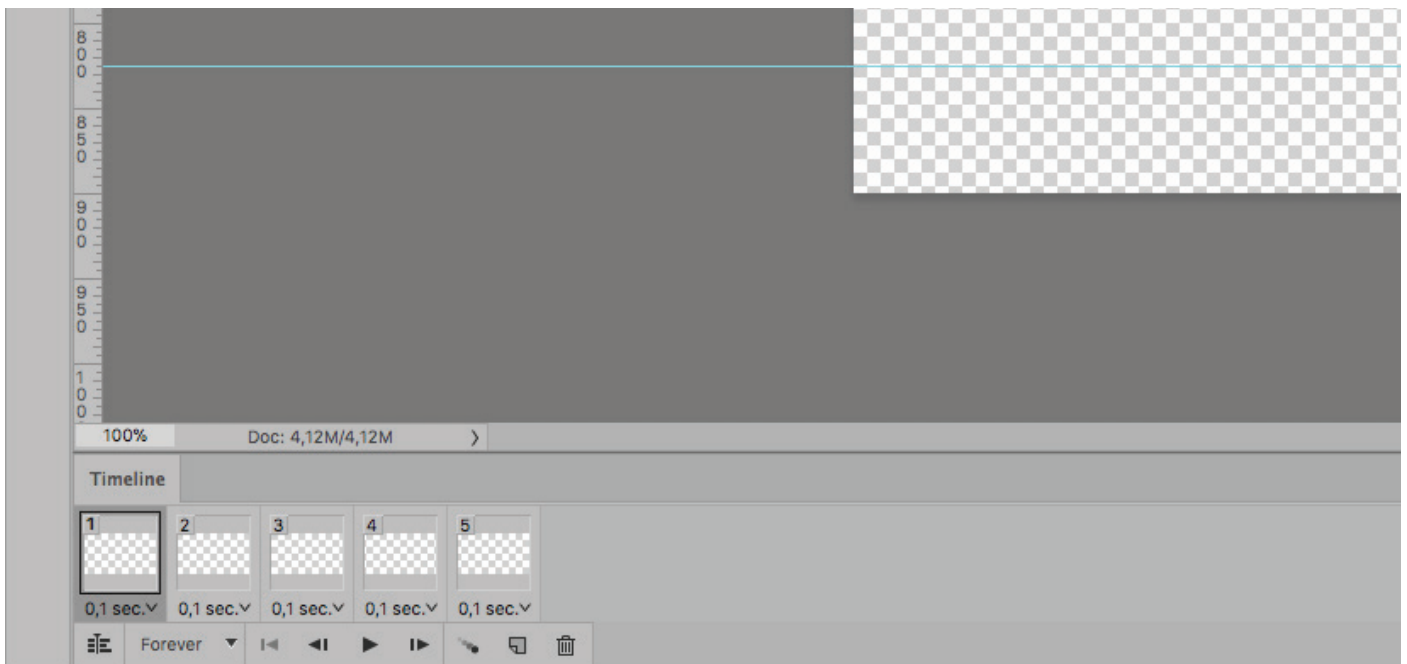 800
850
900
950
100
100% Doc: 4,12M/4,12M
Timeline
1 2 3 4 5
0,1 sec. 0,1 sec. 0,1 sec. 0,1 sec. 0,1 sec.
Forever